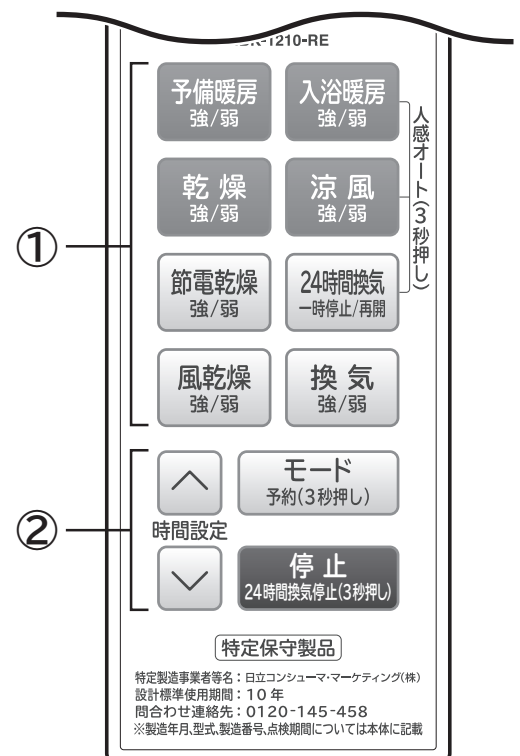 -1210-RE
予備暖房
強/弱
入浴暖房
強/弱
人感オート(3秒押し)
乾燥
強/弱
涼風
強/弱
①
節電乾燥
強/弱
24時間換気
一時停止/再開
風乾燥
強/弱
換気
強/弱
②
時間設定
モード
予約(3秒押し)
停止
24時間換気停止(3秒押し)
特定保守製品
特定製造事業者等名:日立コンシューマ・マーケティング(株)
設計標準使用期間:10年
問合わせ連絡先:0120-145-458
※製造年月、型式、製造番号、点検期間については本体に記載